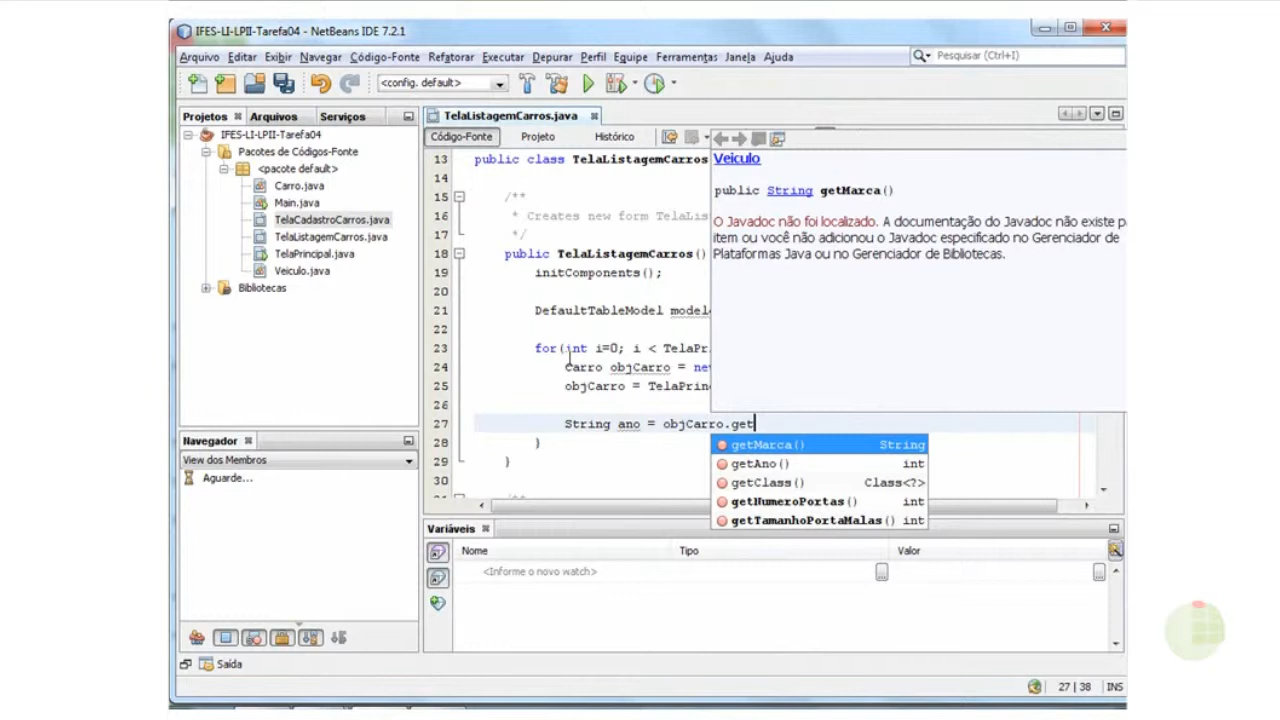 IFES-LI-LPII-Tarefa04 - NetBeans IDE 7.2.1
Arquivo Editar Exibir Navegar Código-Fonte Refatorar Executar Depurar Perfil Equipe Ferramentas Janela Ajuda
Pesquisar (Ctrl+I)
<config. default>
Projetos Arquivos Serviços
IFES-LI-LPII-Tarefa04
Pacotes de Códigos-Fonte
<pacote default>
Carro.java
Main.java
TelaCadastroCarros.java
TelaListagemCarros.java
TelaPrincipal.java
Veiculo.java
Bibliotecas
Navegador
View dos Membros
Aguarde...
TelaListagemCarros.java
Código-Fonte Projeto Histórico
13 public class TelaListagemCarros
14
15 /**
16 * Creates new form TelaLis
17 */
18 public TelaListagemCarros()
19 initComponents();
20
21 DefaultTableModel model
22
23 for(int i=0; i < TelaPr
24 Carro objCarro = new
25 objCarro = TelaPrin
26
27 String ano = objCarro.get
28 }
29 }
30
Veiculo
public String getMarca()
O Javadoc não foi localizado. A documentação do Javadoc não existe p
item ou você não adicionou o Javadoc especificado no Gerenciador de
Plataformas Java ou no Gerenciador de Bibliotecas.
getMarca() String
getAno() int
getClass() Class<?>
getNumeroPortas() int
getTamanhoPortaMalas() int
Variáveis
Nome Tipo Valor
<Informe o novo watch>
Saída
27 | 38 INS